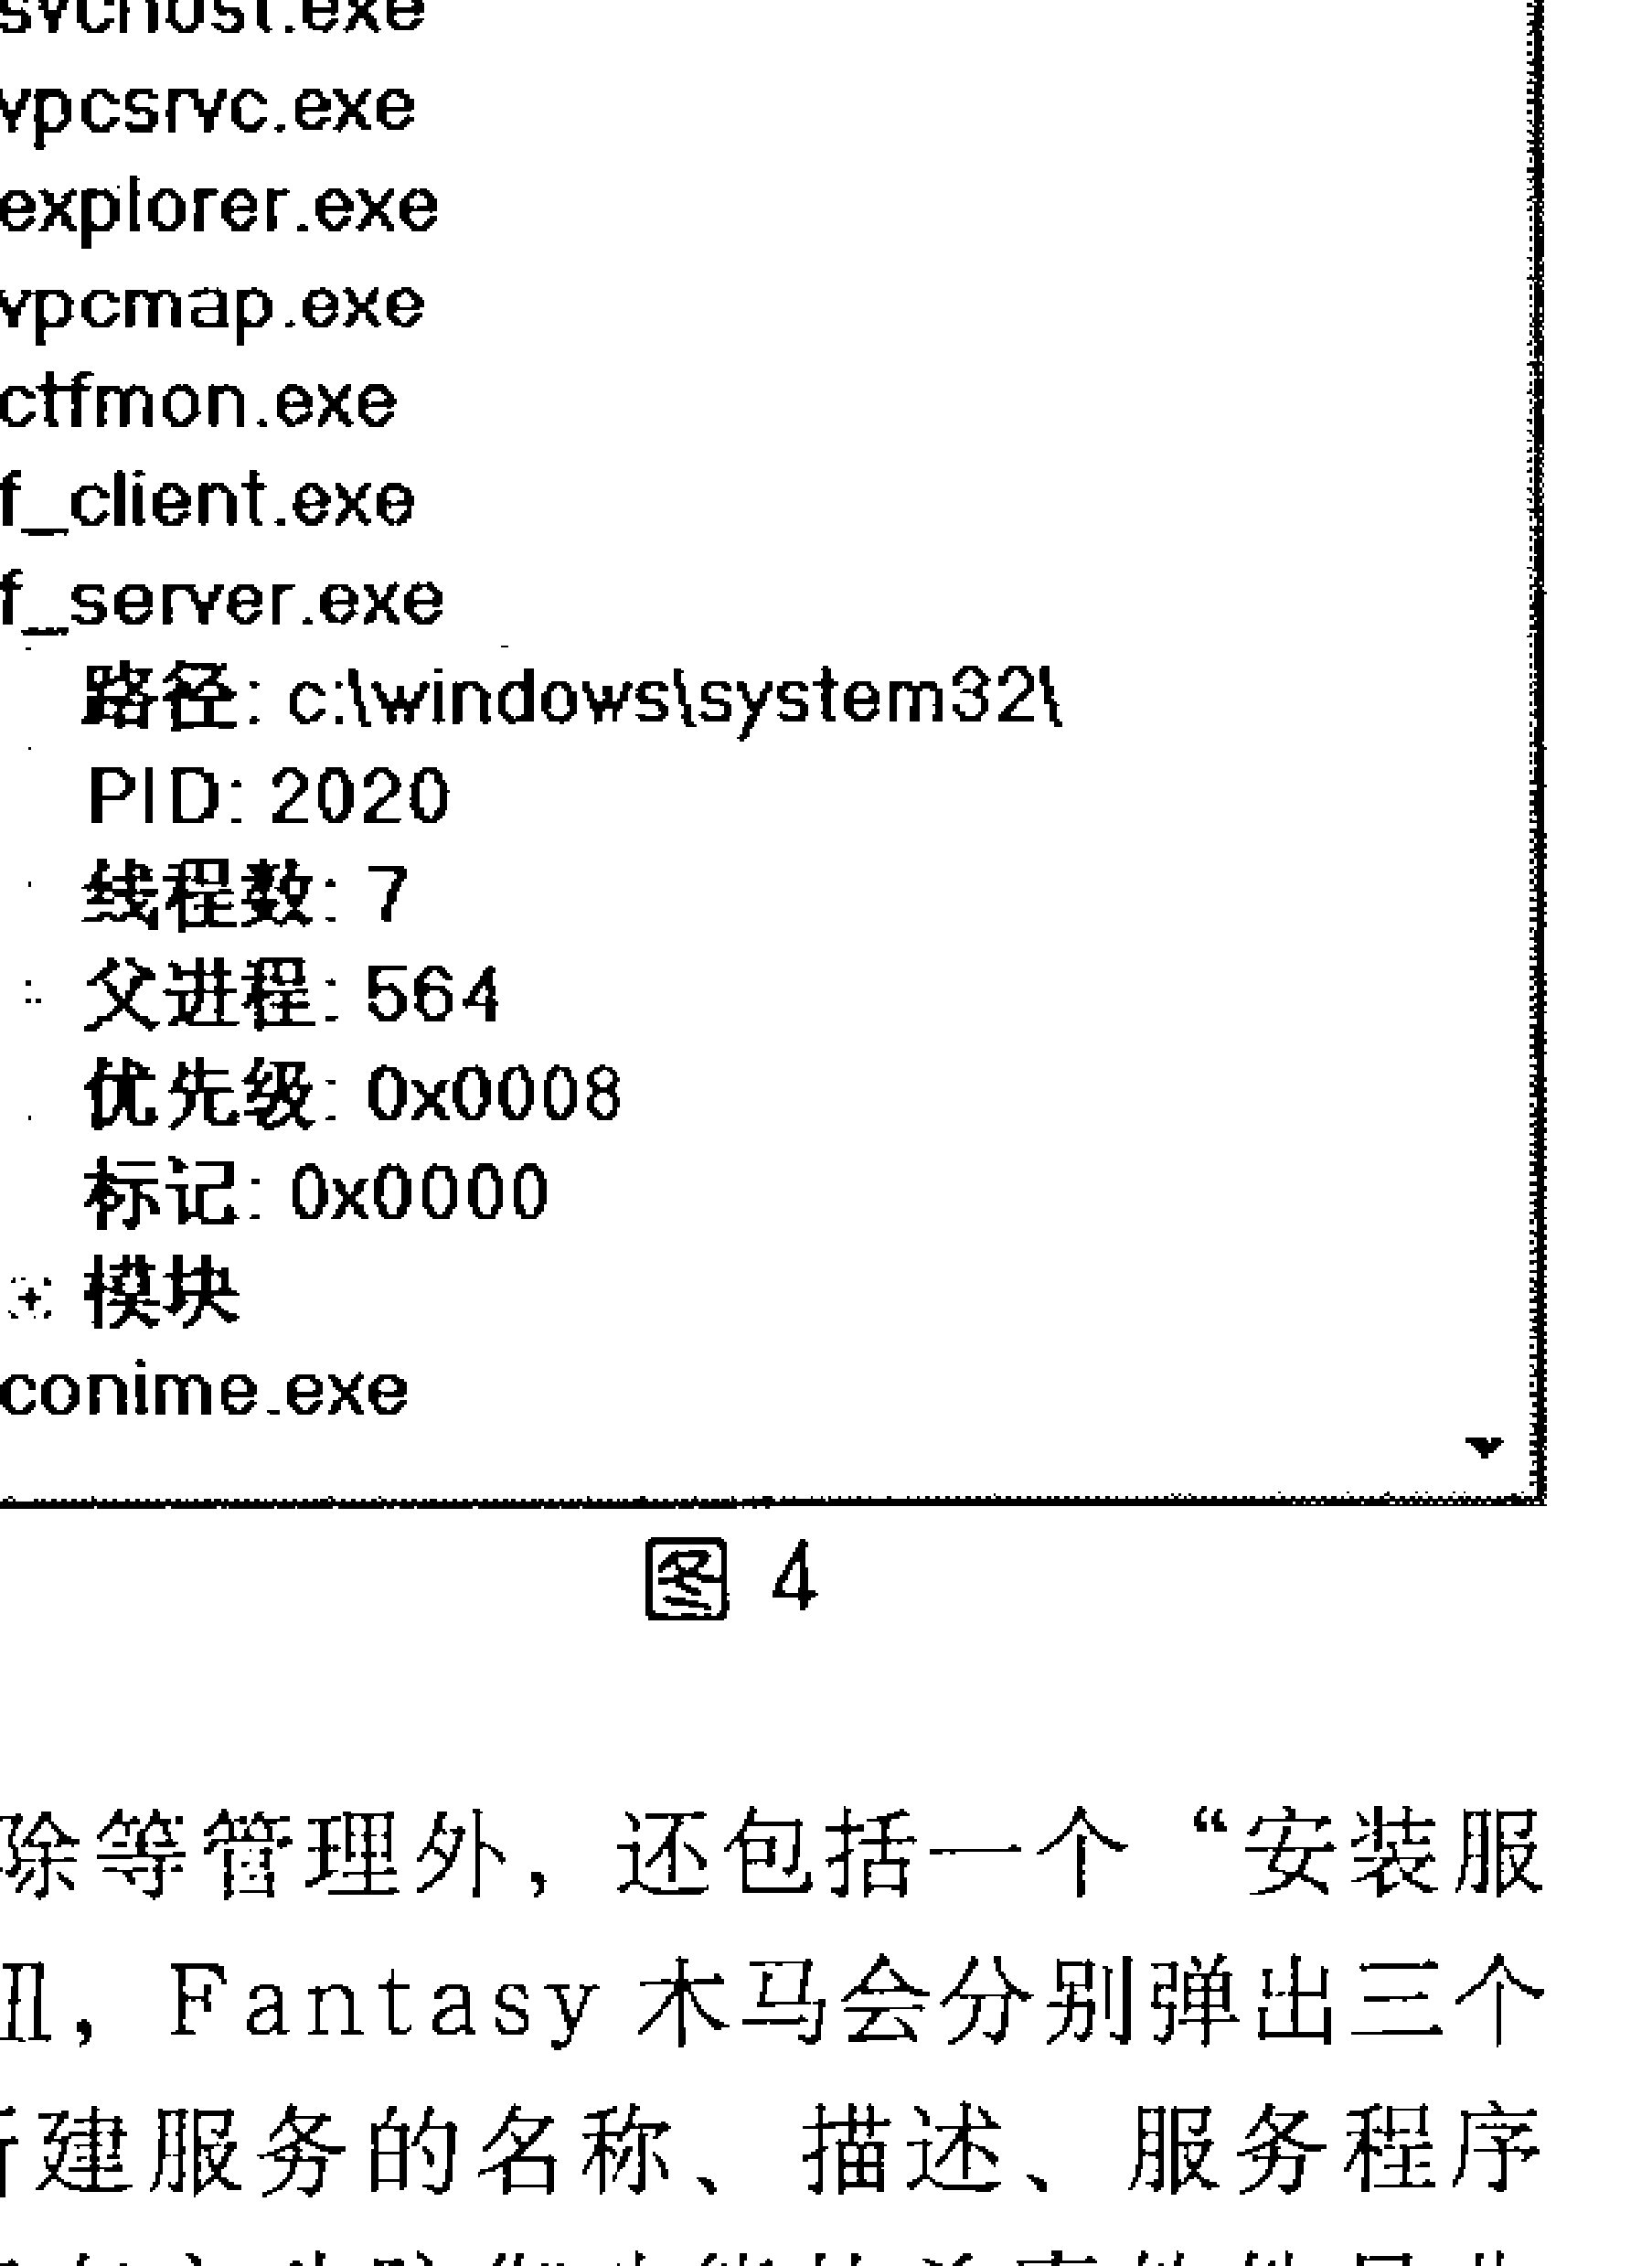 svchost.exe
vpcsrvc.exe
explorer.exe
vpcmap.exe
ctfmon.exe
f_client.exe
f_server.exe
路径: c:\windows\system32\
PID: 2020
线程数: 7
父进程: 564
优先级: 0x0008
标记: 0x0000
模块
conime.exe
图 4
除等管理外，还包括一个“安装服
，Fantasy 木马会分别弹出三个
建服务的名称、描述、服务程序